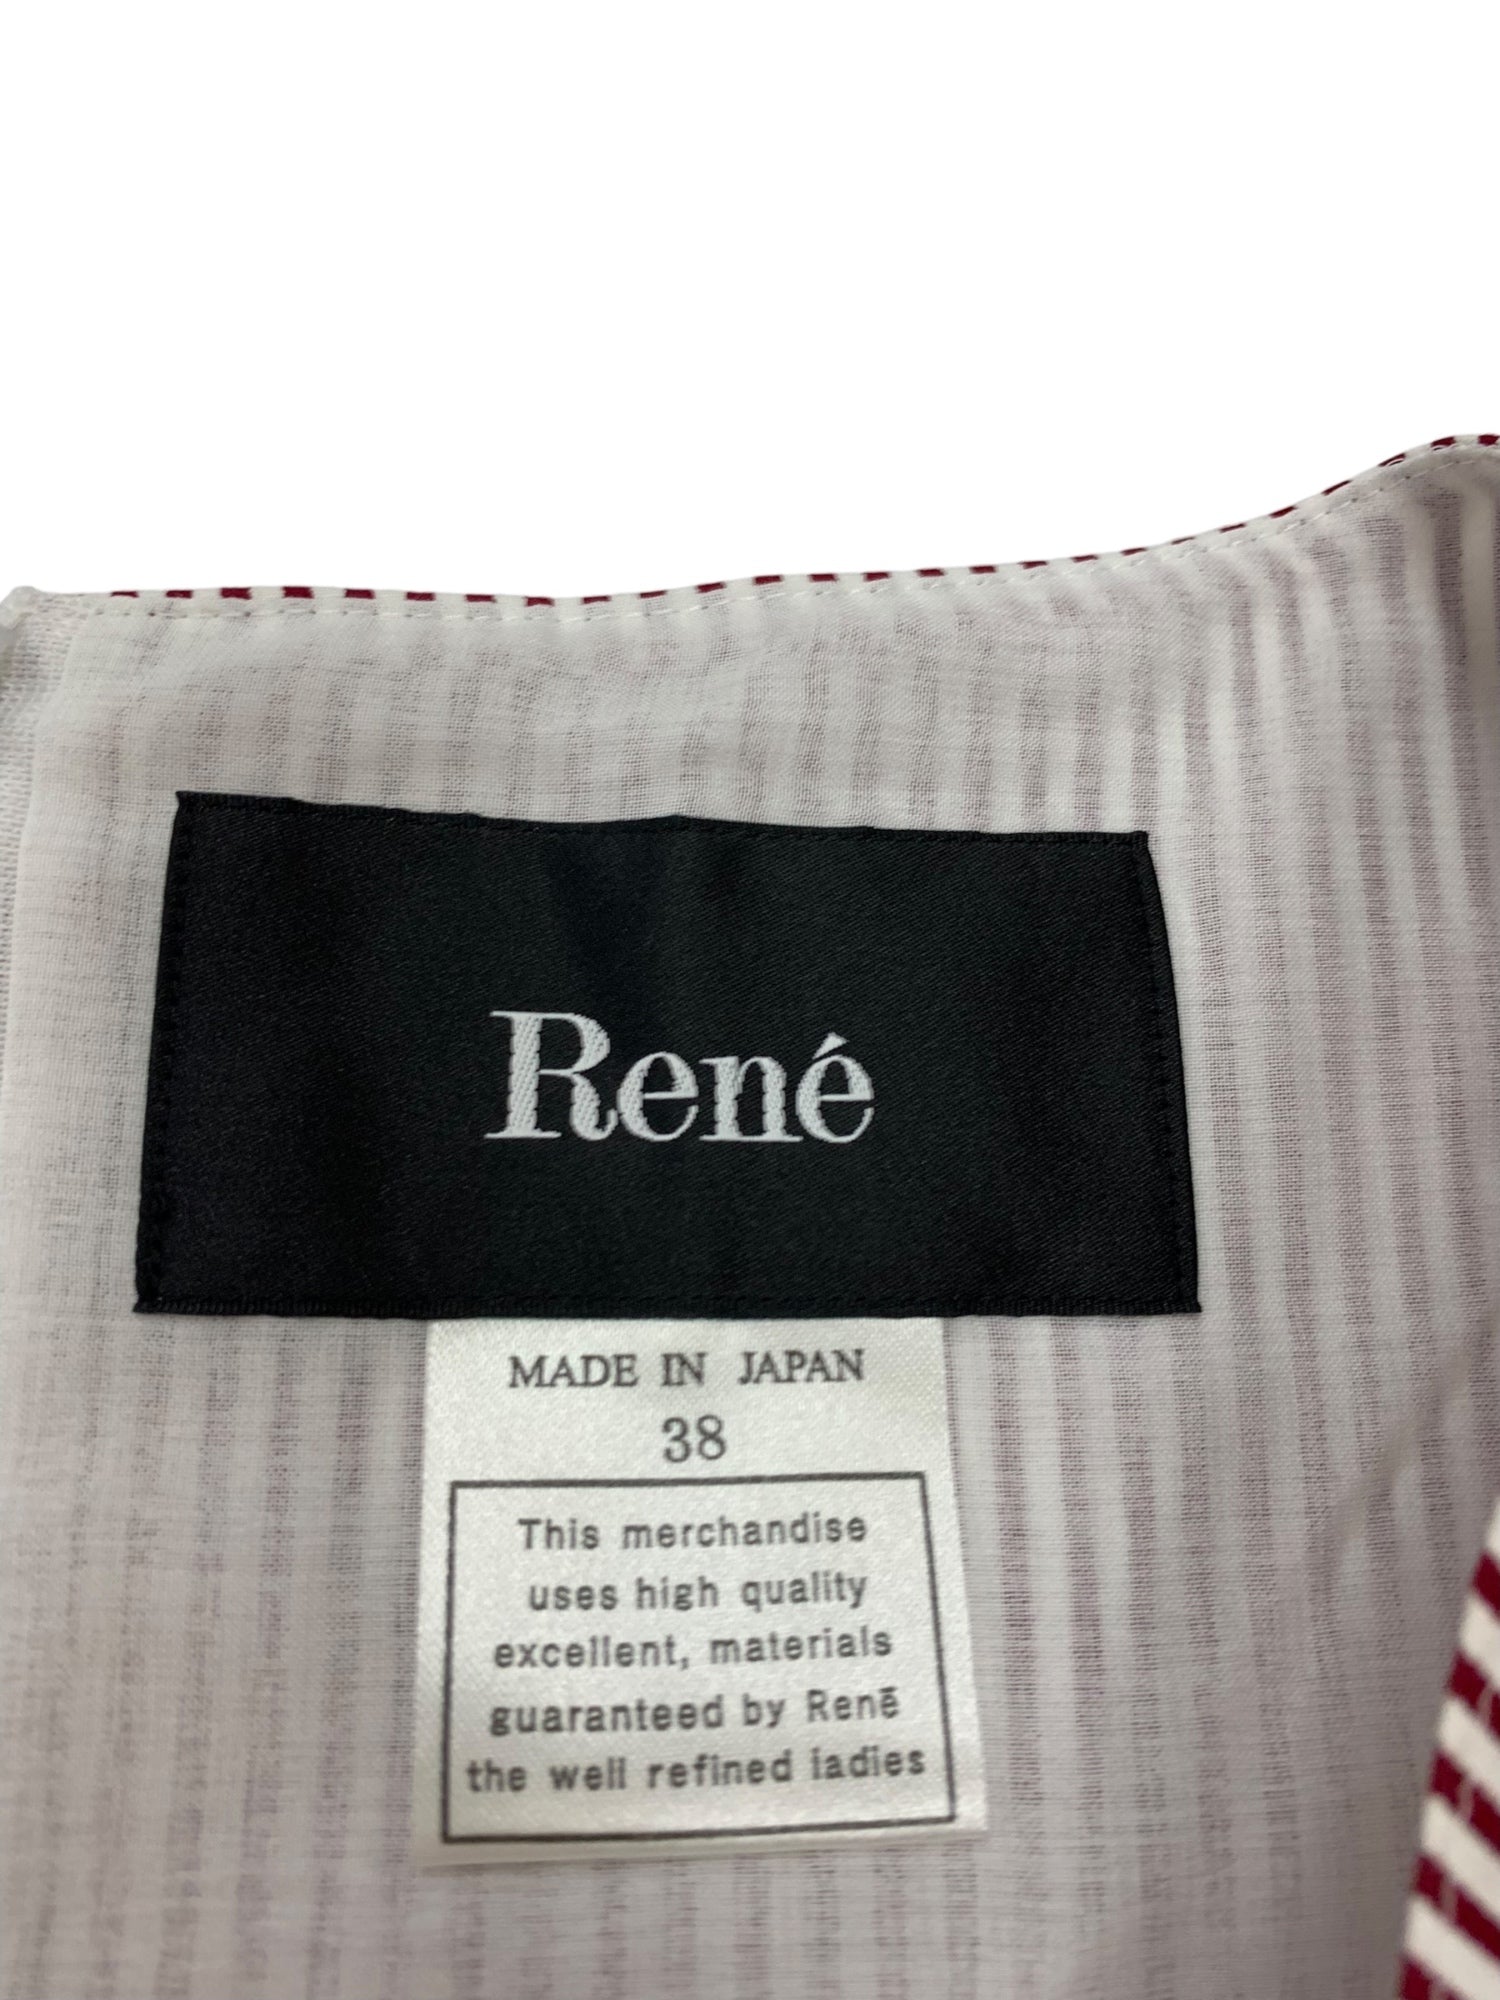 René
MADE IN JAPAN
38
This merchandise
uses high quality
excellent, materials
guaranteed by Renē
the well refined ladies